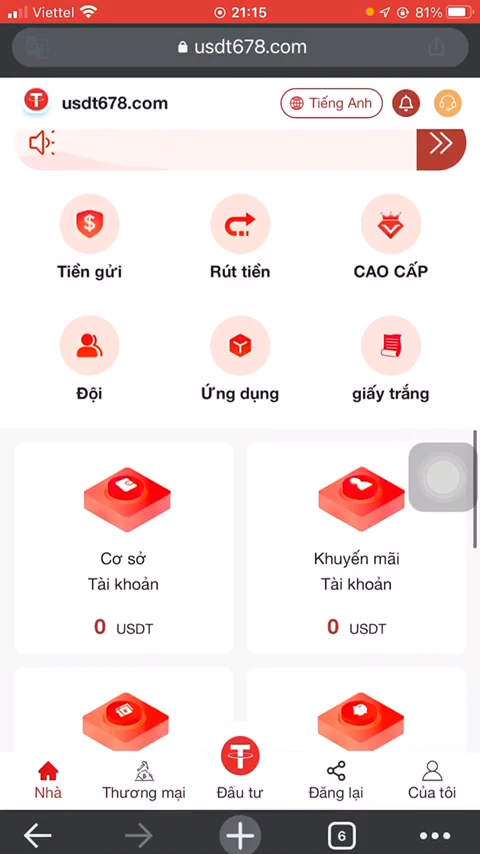 Viettel
21:15
81%
usdt678.com
usdt678.com
Tiếng Anh
Tiền gửi
Rút tiền
CAO CẤP
Đội
Ứng dụng
giấy trắng
Cơ sở
Tài khoản
0 USDT
Khuyến mãi
Tài khoản
0 USDT
Nhà
Thương mại
Đầu tư
Đăng lại
Của tôi
6